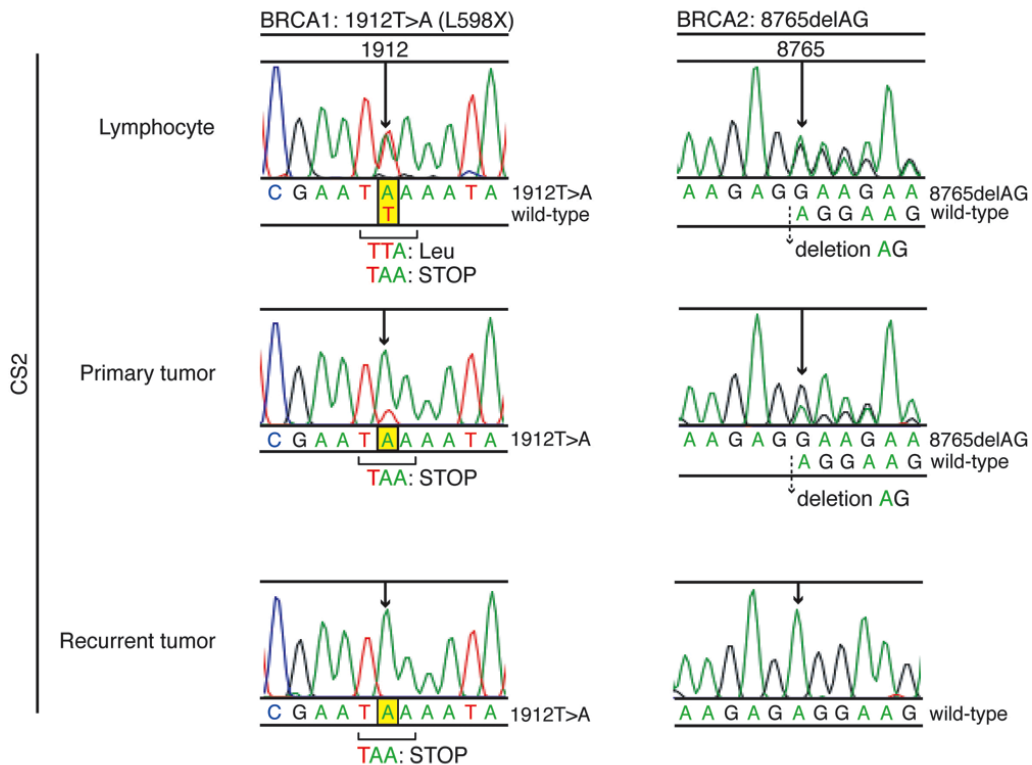 BRCA1: 1912T>A (L598X)
BRCA2: 8765delAG
1912
8765
CS2
Lymphocyte
C G A A T A A A A T A 1912T>A
T wild-type
TTA: Leu
TAA: STOP
A A G A G G A A G A A 8765delAG
A G G A A G wild-type
deletion AG
Primary tumor
C G A A T A A A A T A 1912T>A
TAA: STOP
A A G A G G A A G A A 8765delAG
A G G A A G wild-type
deletion AG
Recurrent tumor
C G A A T A A A A T A 1912T>A
TAA: STOP
A A G A G A G G A A G wild-type